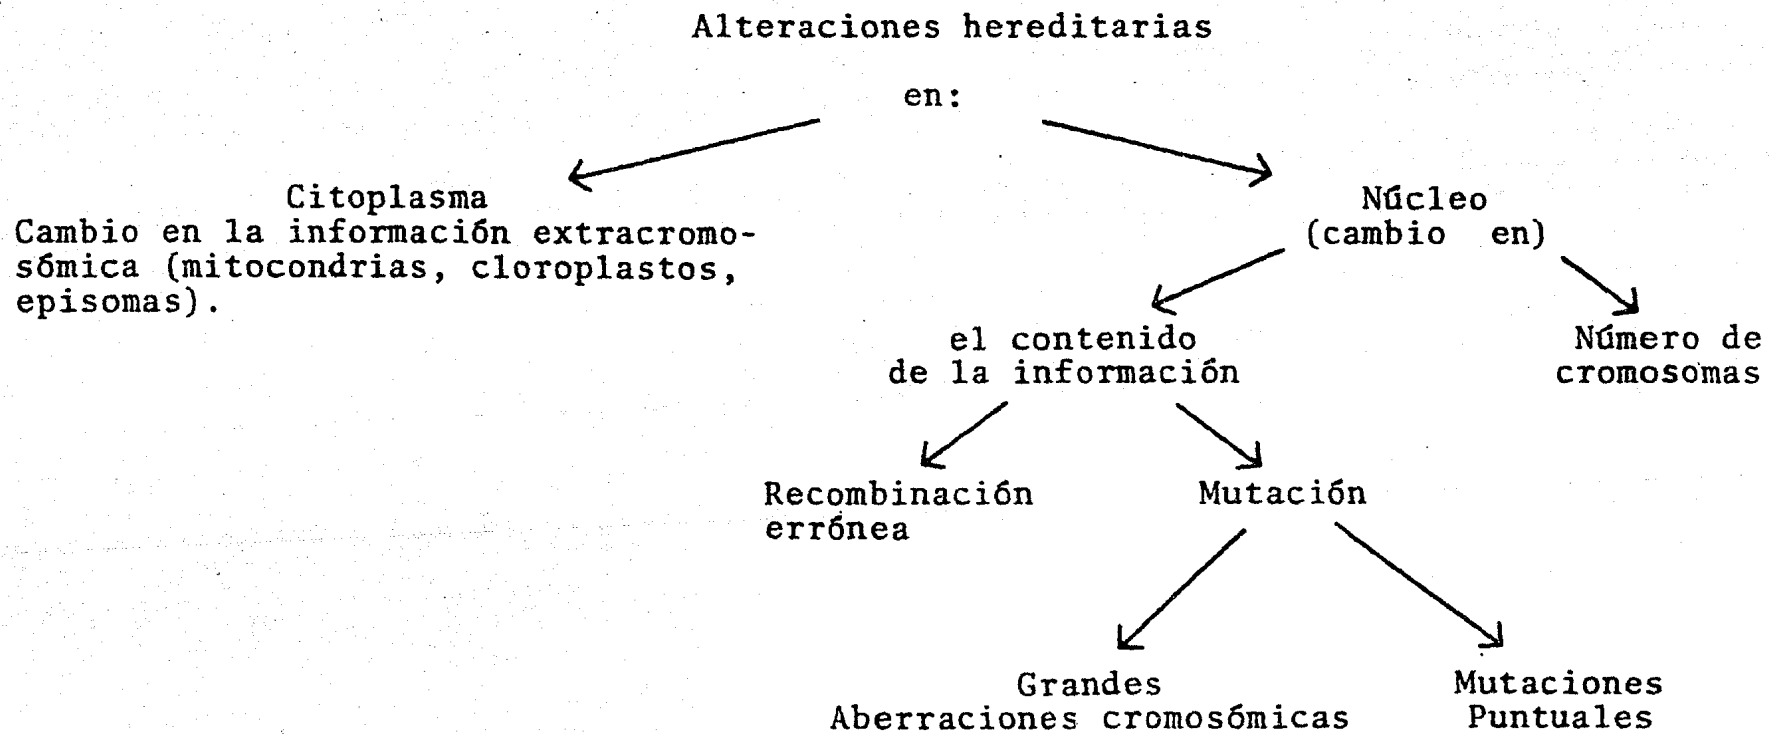 Alteraciones hereditarias
en:
Citoplasma
Cambio en la información extracromo-
sómica (mitocondrias, cloroplastos,
episomas).
Núcleo
(cambio en)
el contenido
de la información
Número de
cromosomas
Recombinación
errónea
Mutación
Grandes
Aberraciones cromosómicas
Mutaciones
Puntuales